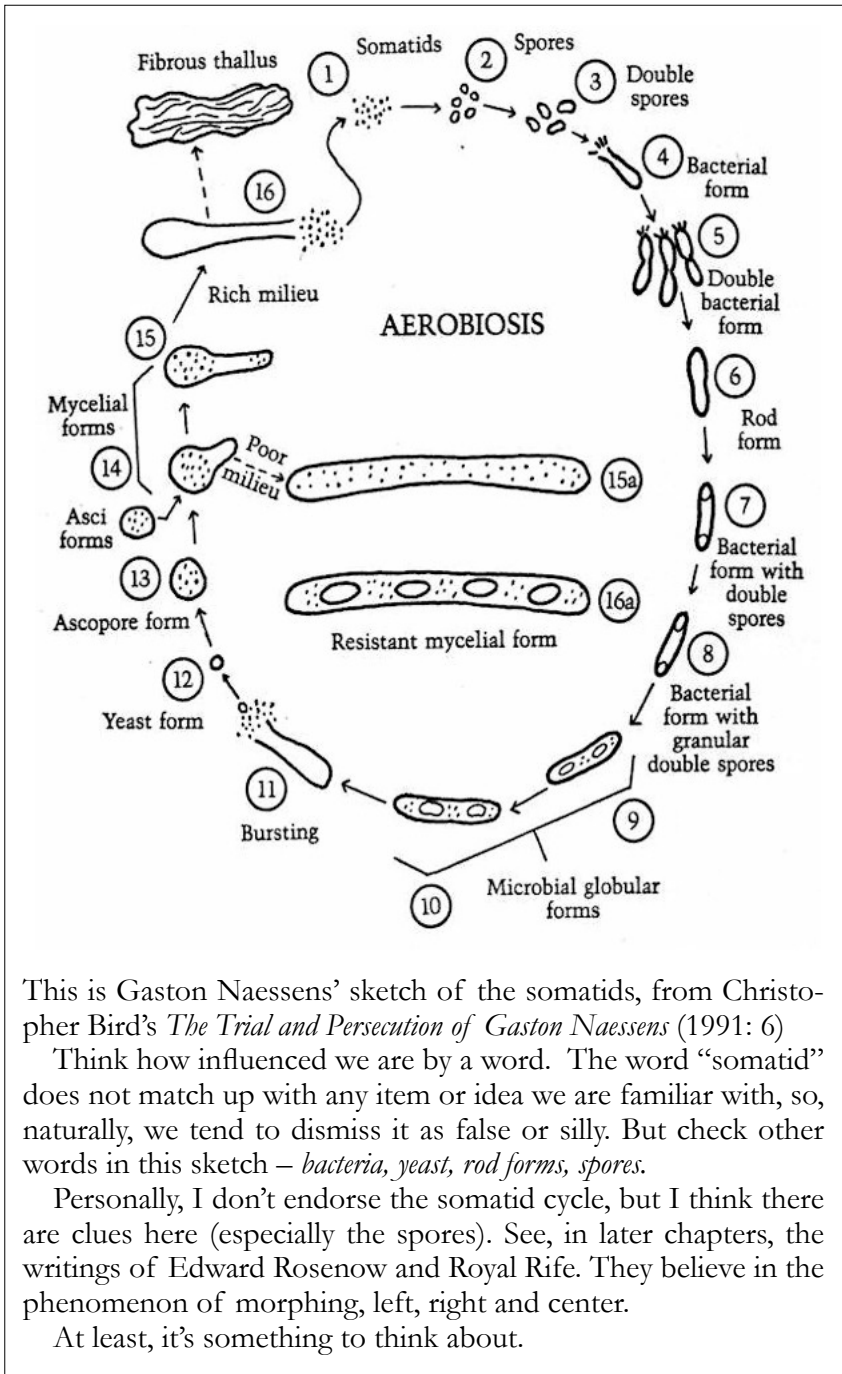 Fibrous thallus
1
Somatids
2
Spores
3
Double
spores
4
Bacterial
form
5
Double
bacterial
form
6
Rod
form
7
Bacterial
form with
double
spores
8
Bacterial
form with
granular
double spores
9
Microbial globular
forms
10
11
Bursting
12
Yeast form
13
Ascopore form
Asci
forms
14
Mycelial
forms
15
Rich milieu
16
AEROBIOSIS
Poor
milieu
15a
16a
Resistant mycelial form
This is Gaston Naessens’ sketch of the somatids, from Christo-
pher Bird’s The Trial and Persecution of Gaston Naessens (1991: 6)
Think how influenced we are by a word. The word “somatid”
does not match up with any item or idea we are familiar with, so,
naturally, we tend to dismiss it as false or silly. But check other
words in this sketch – bacteria, yeast, rod forms, spores.
Personally, I don’t endorse the somatid cycle, but I think there
are clues here (especially the spores). See, in later chapters, the
writings of Edward Rosenow and Royal Rife. They believe in the
phenomenon of morphing, left, right and center.
At least, it’s something to think about.